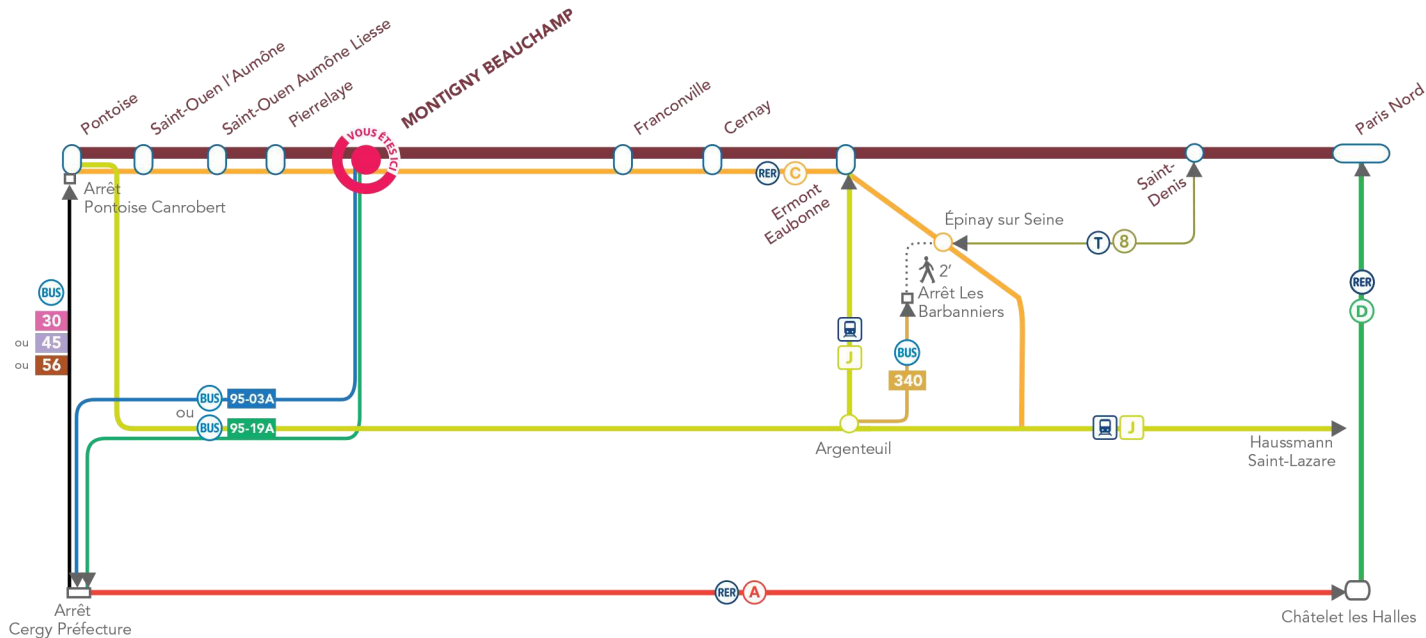 Pontoise
Saint-Ouen l'Aumône
Saint-Ouen Aumône Liesse
Pierrelaye
MONTIGNY BEAUCHAMP
Franconville
Cernay
Paris Nord
VOUS ÊTES ICI
Arrêt
Pontoise Canrobert
RER C
Ermont
Eaubonne
Saint-
Denis
Épinay sur Seine
T 8
2'
Arrêt Les
Barbanniers
BUS
30
ou 45
ou 56
RER
D
J
BUS
340
BUS 95-03A
ou
BUS 95-19A
Argenteuil
J
Haussmann
Saint-Lazare
RER A
Arrêt
Cergy Préfecture
Châtelet les Halles